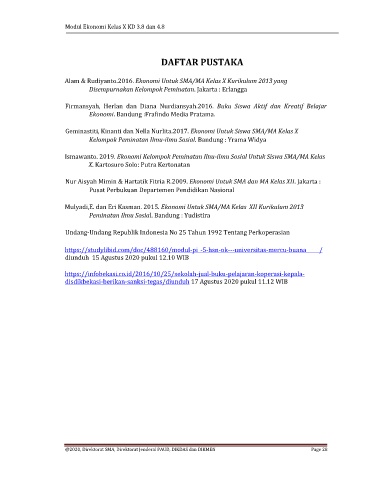 Modul Ekonomi Kelas X KD 3.8 dan 4.8
DAFTAR PUSTAKA
Alam & Rudiyanto.2016. Ekonomi Untuk SMA/MA Kelas X Kurikulum 2013 yang
Disempurnakan Kelompok Peminatan. Jakarta : Erlangga
Firmansyah, Herlan dan Diana Nurdiansyah.2016. Buku Siswa Aktif dan Kreatif Belajar
Ekonomi. Bandung :Grafindo Media Pratama.
Geminastiti, Kinanti dan Nella Nurlita.2017. Ekonomi Untuk Siswa SMA/MA Kelas X
Kelompok Peminatan Ilmu-ilmu Sosial. Bandung : Yrama Widya
Ismawanto. 2019. Ekonomi Kelompok Peminatan Ilmu-Ilmu Sosial Untuk Siswa SMA/MA Kelas
X. Kartosuro Solo: Putra Kertonatan
Nur Aisyah Mimin & Hartatik Fitria R.2009. Ekonomi Untuk SMA dan MA Kelas XII. Jakarta :
Pusat Perbukuan Departemen Pendidikan Nasional
Mulyadi,E. dan Eri Kasman. 2015. Ekonomi Untuk SMA/MA Kelas XII Kurikulum 2013
Peminatan Ilmu Sosial. Bandung : Yudistira
Undang-Undang Republik Indonesia No 25 Tahun 1992 Tentang Perkoperasian
https://studylibid.com/doc/488160/modul-pi -5-hsn-ok---universitas-mercu-buana /
diunduh 15 Agustus 2020 pukul 12.10 WIB
https://infobekasi.co.id/2016/10/25/sekolah-jual-buku-pelajaran-koperasi-kepala-
disdikbekasi-berikan-sanksi-tegas/diunduh 17 Agustus 2020 pukul 11.12 WIB
@2020, Direktorat SMA, Direktorat Jenderal PAUD, DIKDAS dan DIKMEN
Page 28